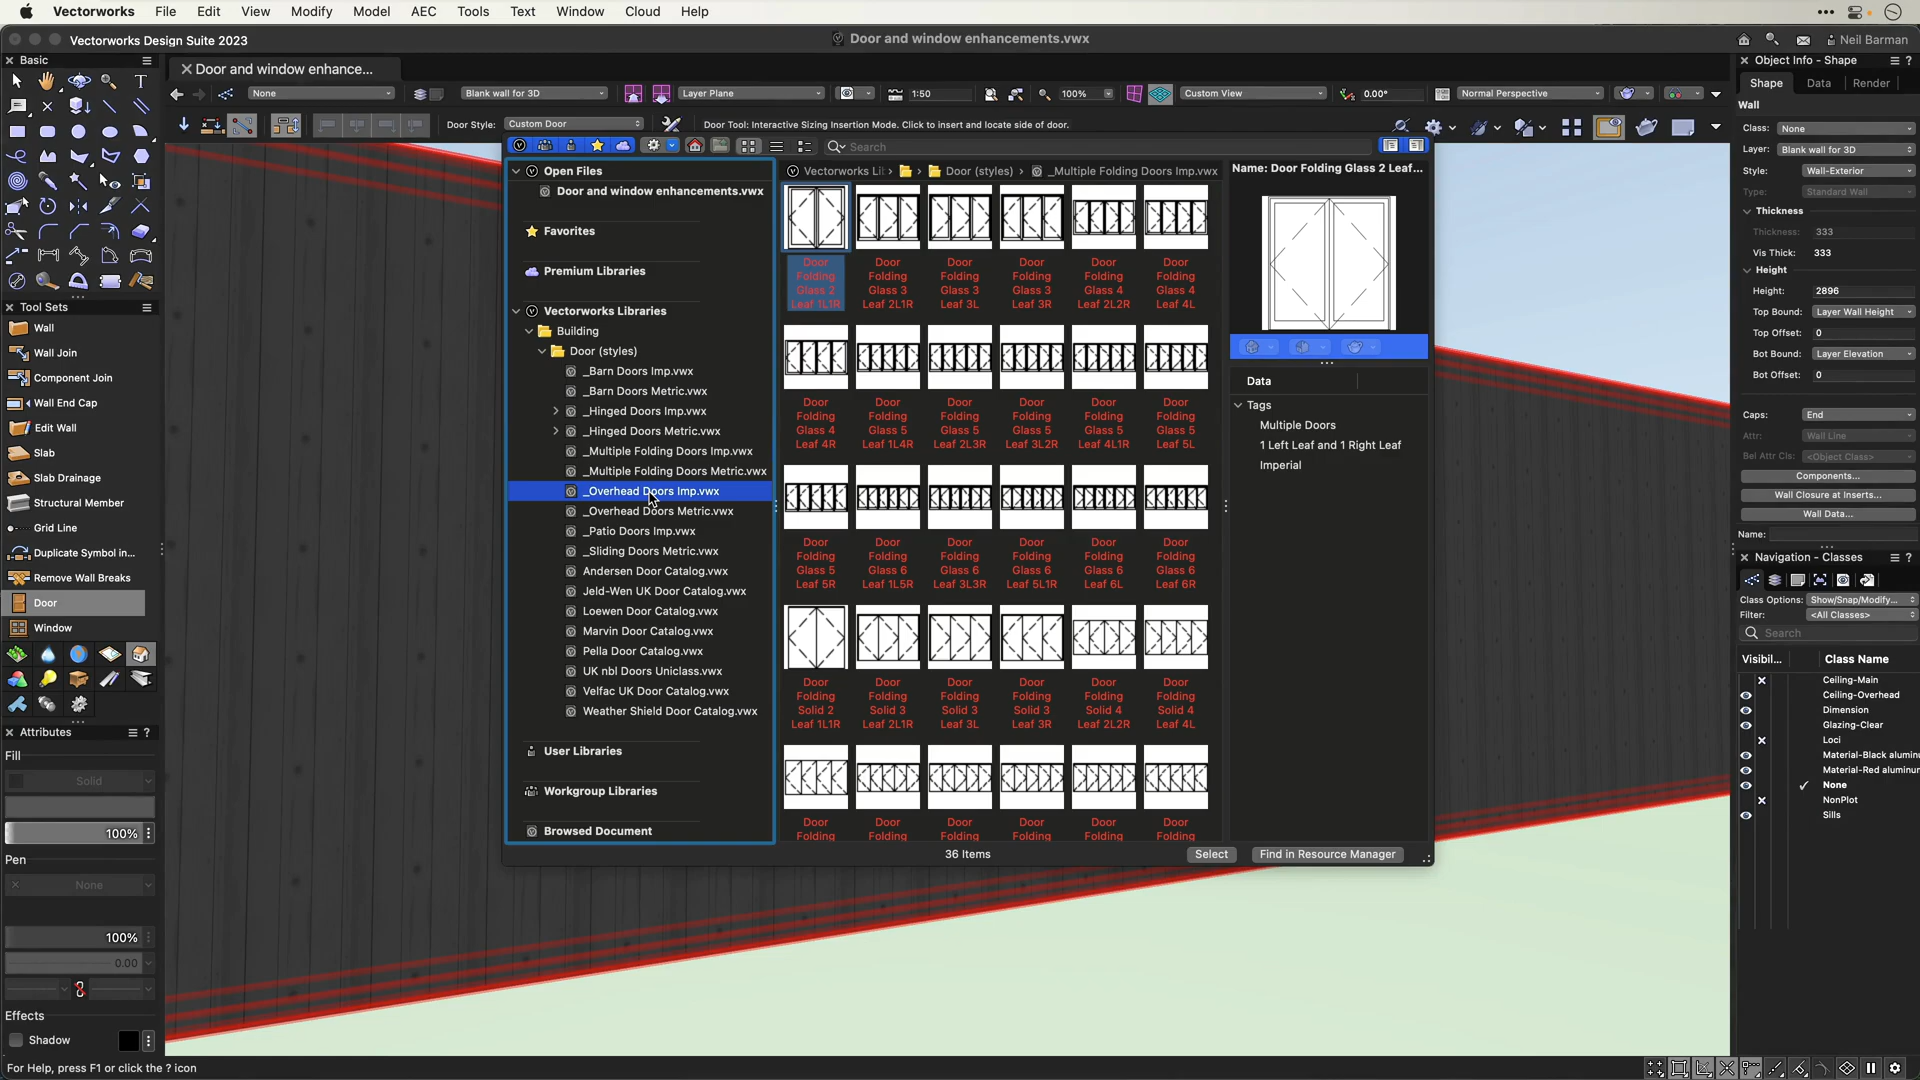 Vectorworks File Edit View Modify Model AEC Tools Text Window Cloud Help
Vectorworks Design Suite 2023
Door and window enhancements.vwx
Neil Barman
Basic
Door and window enhance...
None
Blank wall for 3D
Layer Plane
1:50
100%
Custom View
0.00°
Normal Perspective
Door Style: Custom Door
Door Tool: Interactive Sizing Insertion Mode. Click to insert and locate side of door.
Tool Sets
Wall
Wall Join
Component Join
Wall End Cap
Edit Wall
Slab
Slab Drainage
Structural Member
Grid Line
Duplicate Symbol in...
Remove Wall Breaks
Door
Window
Attributes
Fill
Solid
100%
Pen
None
100%
0.00
Effects
Shadow
For Help, press F1 or click the ? icon
Search
Open Files
Door and window enhancements.vwx
Favorites
Premium Libraries
Vectorworks Libraries
Building
Door (styles)
_Barn Doors Imp.vwx
_Barn Doors Metric.vwx
_Hinged Doors Imp.vwx
_Hinged Doors Metric.vwx
_Multiple Folding Doors Imp.vwx
_Multiple Folding Doors Metric.vwx
_Overhead Doors Imp.vwx
_Overhead Doors Metric.vwx
_Patio Doors Imp.vwx
_Sliding Doors Metric.vwx
Andersen Door Catalog.vwx
Jeld-Wen UK Door Catalog.vwx
Loewen Door Catalog.vwx
Marvin Door Catalog.vwx
Pella Door Catalog.vwx
UK nbl Doors Uniclass.vwx
Velfac UK Door Catalog.vwx
Weather Shield Door Catalog.vwx
User Libraries
Workgroup Libraries
Browsed Document
Vectorworks Li
Door (styles)
_Multiple Folding Doors Imp.vwx
Door Folding Glass 2 Leaf 1L1R
Door Folding Glass 3 Leaf 2L1R
Door Folding Glass 3 Leaf 3L
Door Folding Glass 3 Leaf 3R
Door Folding Glass 4 Leaf 2L2R
Door Folding Glass 4 Leaf 4L
Door Folding Glass 4 Leaf 4R
Door Folding Glass 5 Leaf 1L4R
Door Folding Glass 5 Leaf 2L3R
Door Folding Glass 5 Leaf 3L2R
Door Folding Glass 5 Leaf 4L1R
Door Folding Glass 5 Leaf 5L
Door Folding Glass 5 Leaf 5R
Door Folding Glass 6 Leaf 1L5R
Door Folding Glass 6 Leaf 3L3R
Door Folding Glass 6 Leaf 5L1R
Door Folding Glass 6 Leaf 6L
Door Folding Glass 6 Leaf 6R
Door Folding Solid 2 Leaf 1L1R
Door Folding Solid 3 Leaf 2L1R
Door Folding Solid 3 Leaf 3L
Door Folding Solid 3 Leaf 3R
Door Folding Solid 4 Leaf 2L2R
Door Folding Solid 4 Leaf 4L
Door Folding
Door Folding
Door Folding
Door Folding
Door Folding
Door Folding
36 Items
Select
Find in Resource Manager
Name: Door Folding Glass 2 Leaf...
Data
Tags
Multiple Doors
1 Left Leaf and 1 Right Leaf
Imperial
Object Info - Shape
Shape Data Render
Wall
Class: None
Layer: Blank wall for 3D
Style: Wall-Exterior
Type: Standard Wall
Thickness
Thickness: 333
Vis Thick: 333
Height
Height: 2896
Top Bound: Layer Wall Height
Top Offset: 0
Bot Bound: Layer Elevation
Bot Offset: 0
Caps: End
Attr: Wall Line
Bel Attr Cls: <Object Class>
Components...
Wall Closure at Inserts...
Wall Data...
Name:
Navigation - Classes
Class Options: Show/Snap/Modify...
Filter: <All Classes>
Search
Visibil... Class Name
Ceiling-Main
Ceiling-Overhead
Dimension
Glazing-Clear
Loci
Material-Black aluminu
Material-Red aluminur
None
NonPlot
Sills